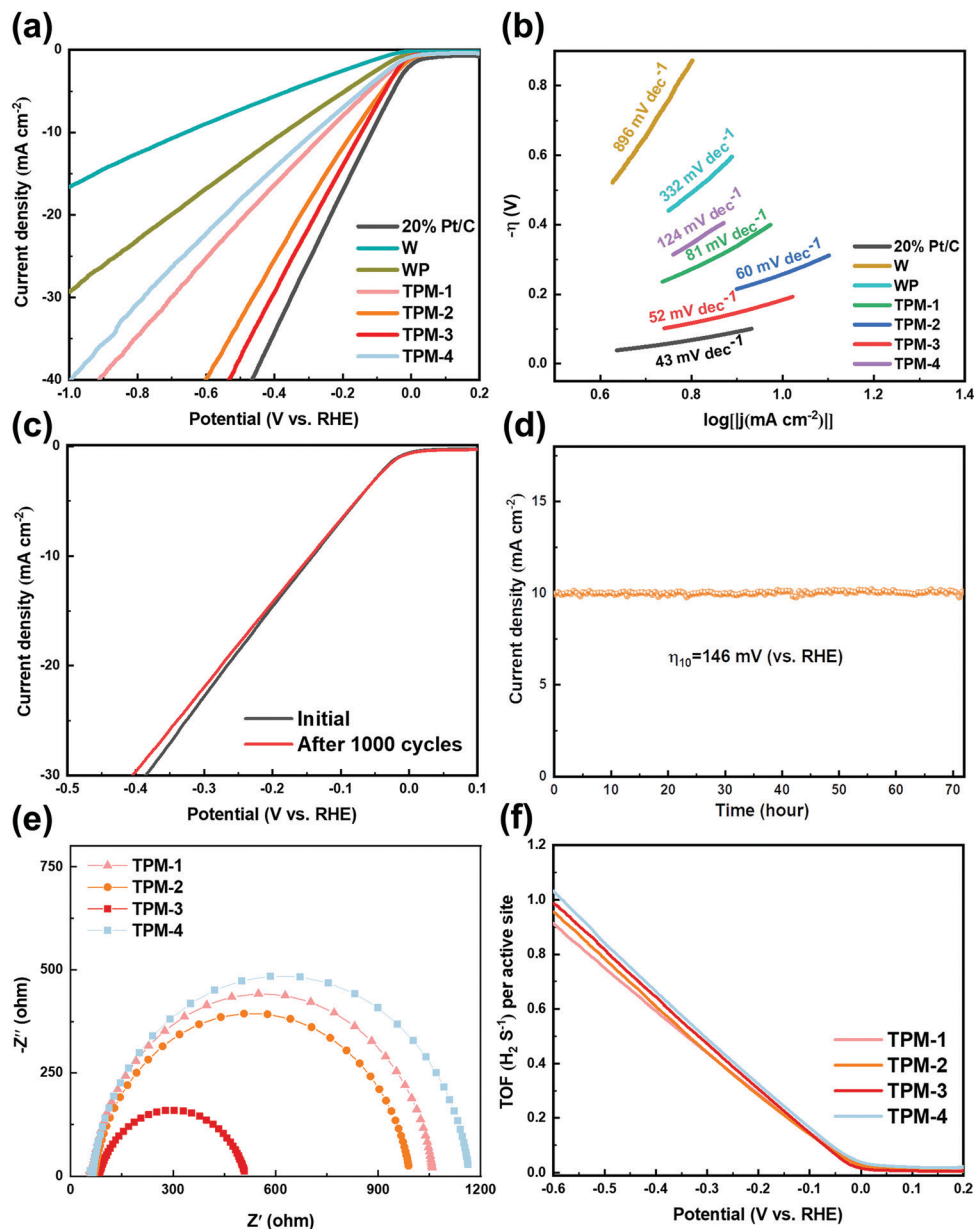 (a)
0
-10
-20
-30
-40
-1.0 -0.8 -0.6 -0.4 -0.2 0.0 0.2
Current density (mA cm⁻²)
Potential (V vs. RHE)
20% Pt/C
W
WP
TPM-1
TPM-2
TPM-3
TPM-4
(b)
0.8
0.6
0.4
0.2
0.0
0.6 0.8 1.0 1.2 1.4
-η (V)
log[|j(mA cm⁻²)|]
896 mV dec⁻¹
332 mV dec⁻¹
124 mV dec⁻¹
81 mV dec⁻¹
60 mV dec⁻¹
52 mV dec⁻¹
43 mV dec⁻¹
20% Pt/C
W
WP
TPM-1
TPM-2
TPM-3
TPM-4
(c)
0
-10
-20
-30
-0.5 -0.4 -0.3 -0.2 -0.1 0.0 0.1
Current density (mA cm⁻²)
Potential (V vs. RHE)
Initial
After 1000 cycles
(d)
15
10
5
0
0 10 20 30 40 50 60 70
Current density (mA cm⁻²)
Time (hour)
η₁₀=146 mV (vs. RHE)
(e)
750
500
250
0
0 300 600 900 1200
-Z″ (ohm)
Z′ (ohm)
TPM-1
TPM-2
TPM-3
TPM-4
(f)
1.2
1.0
0.8
0.6
0.4
0.2
0.0
-0.6 -0.5 -0.4 -0.3 -0.2 -0.1 0.0 0.1 0.2
TOF (H₂ S⁻¹) per active site
Potential (V vs. RHE)
TPM-1
TPM-2
TPM-3
TPM-4